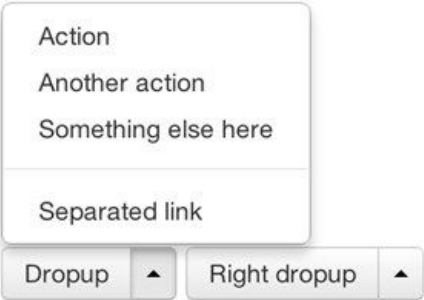 Action
Another action
Something else here
Separated link
Dropup Right dropup